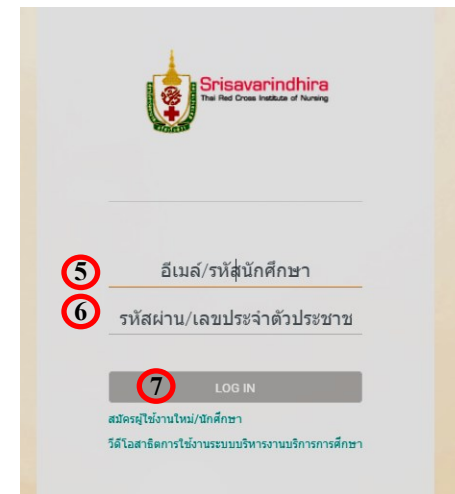 Srisavarindhira
Thai Red Cross Institute of Nursing
5 อีเมล์/รหัสนักศึกษา
6 รหัสผ่าน/เลขประจำตัวประชาช
7 LOG IN
สมัครผู้ใช้งานใหม่/นักศึกษา
วีดีโอสาธิตการใช้งานระบบบริหารงานบริการการศึกษา